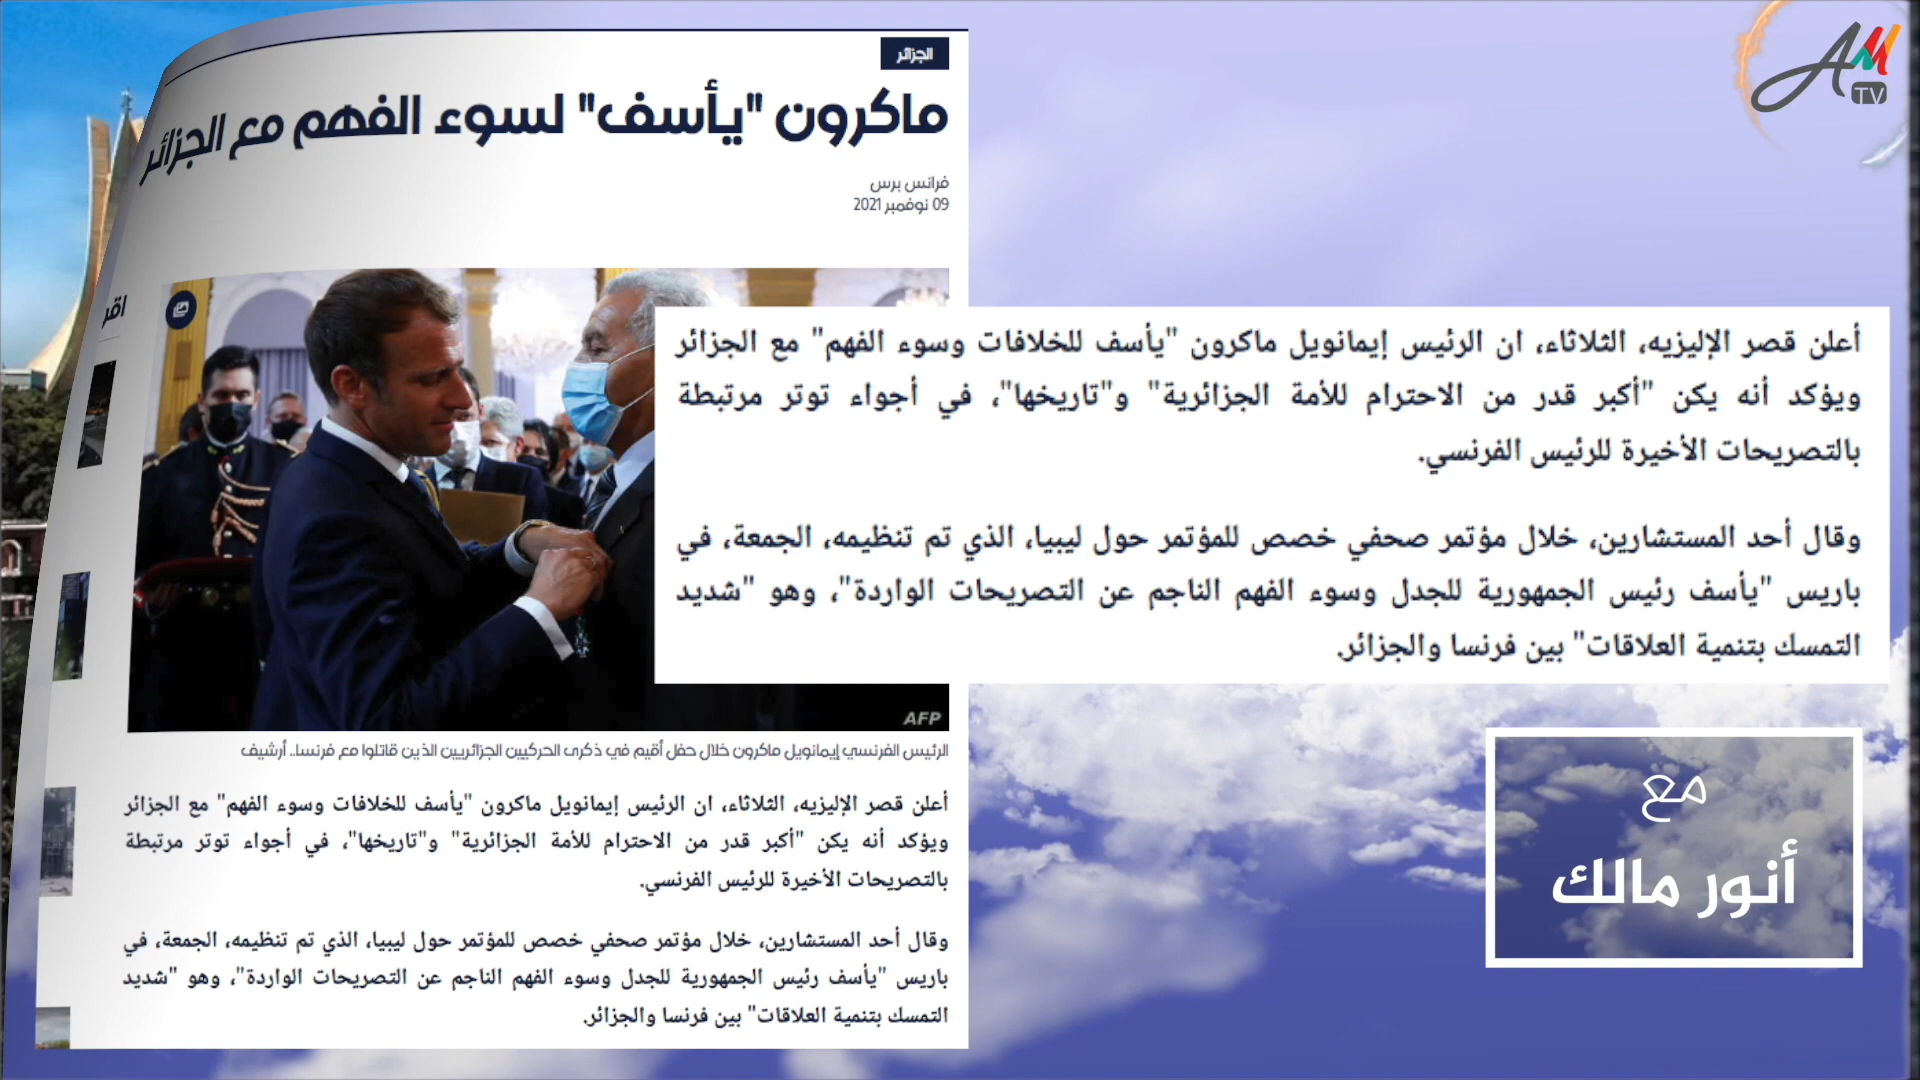 AM
TV
الجزائر
ماكرون "يأسف" لسوء الفهم مع الجزائر
فرانس برس
09 نوفمبر 2021
اقر
أعلن قصر الإليزيه، الثلاثاء، ان الرئيس إيمانويل ماكرون "يأسف للخلافات وسوء الفهم" مع الجزائر
ويؤكد أنه يكن "أكبر قدر من الاحترام للأمة الجزائرية" و"تاريخها"، في أجواء توتر مرتبطة
بالتصريحات الأخيرة للرئيس الفرنسي.
وقال أحد المستشارين، خلال مؤتمر صحفي خصص للمؤتمر حول ليبيا، الذي تم تنظيمه، الجمعة، في
باريس "يأسف رئيس الجمهورية للجدل وسوء الفهم الناجم عن التصريحات الواردة"، وهو "شديد
التمسك بتنمية العلاقات" بين فرنسا والجزائر.
AFP
الرئيس الفرنسي إيمانويل ماكرون خلال حفل أقيم في ذكرى الحركيين الجزائريين الذين قاتلوا مع فرنسا.. أرشيف
أعلن قصر الإليزيه، الثلاثاء، ان الرئيس إيمانويل ماكرون "يأسف للخلافات وسوء الفهم" مع الجزائر
ويؤكد أنه يكن "أكبر قدر من الاحترام للأمة الجزائرية" و"تاريخها"، في أجواء توتر مرتبطة
بالتصريحات الأخيرة للرئيس الفرنسي.
وقال أحد المستشارين، خلال مؤتمر صحفي خصص للمؤتمر حول ليبيا، الذي تم تنظيمه، الجمعة، في
باريس "يأسف رئيس الجمهورية للجدل وسوء الفهم الناجم عن التصريحات الواردة"، وهو "شديد
التمسك بتنمية العلاقات" بين فرنسا والجزائر.
مع
أنور مالك